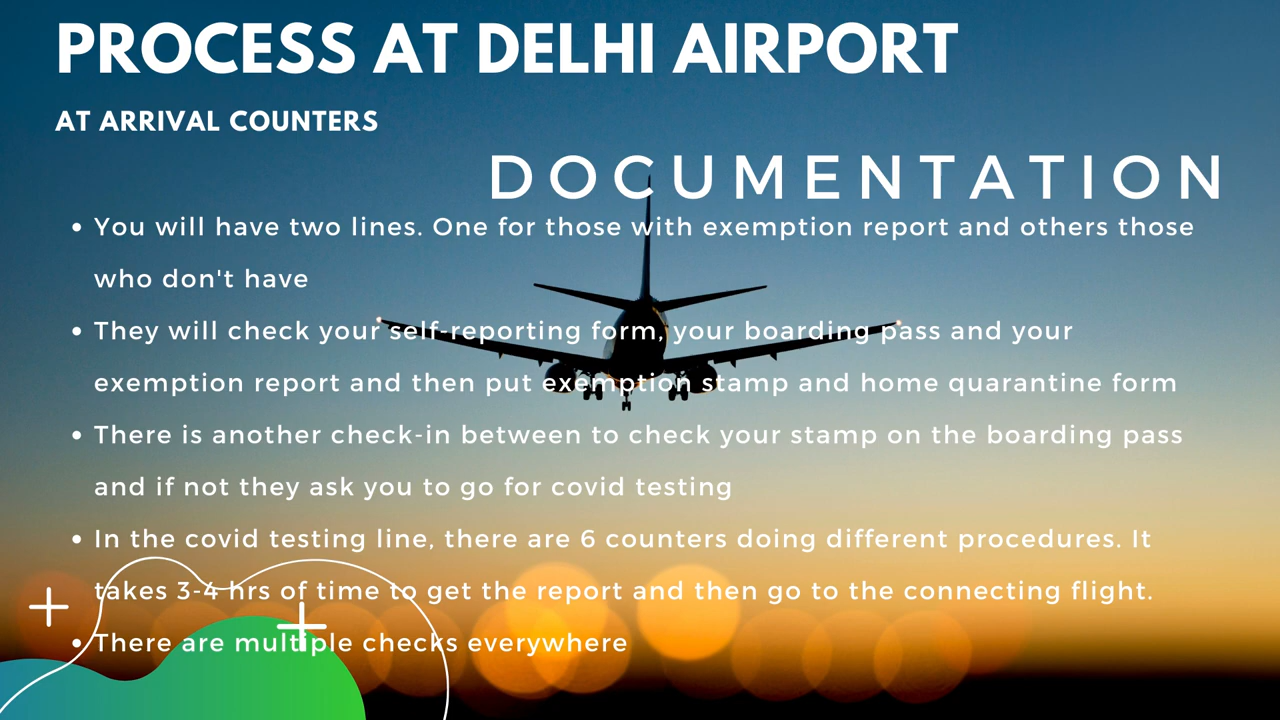 PROCESS AT DELHI AIRPORT
AT ARRIVAL COUNTERS
DOCUMENTATION
• You will have two lines. One for those with exemption report and others those
who don't have
• They will check your self-reporting form, your boarding pass and your
exemption report and then put exemption stamp and home quarantine form
• There is another check-in between to check your stamp on the boarding pass
and if not they ask you to go for covid testing
• In the covid testing line, there are 6 counters doing different procedures. It
takes 3-4 hrs of time to get the report and then go to the connecting flight.
• There are multiple checks everywhere